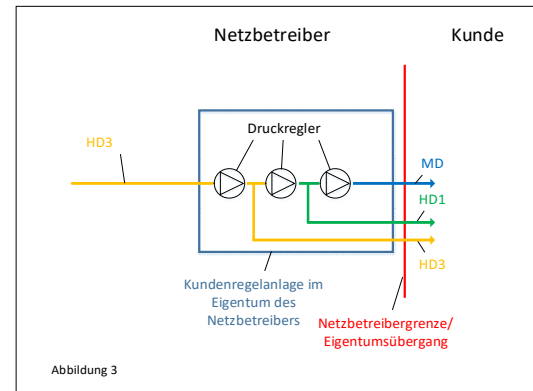 Netzbetreiber
Kunde
Druckregler
HD3
MD
HD1
HD3
Kundenregelanlage im
Eigentum des
Netzbetreibers
Netzbetreibergrenze/
Eigentumsübergang
Abbildung 3